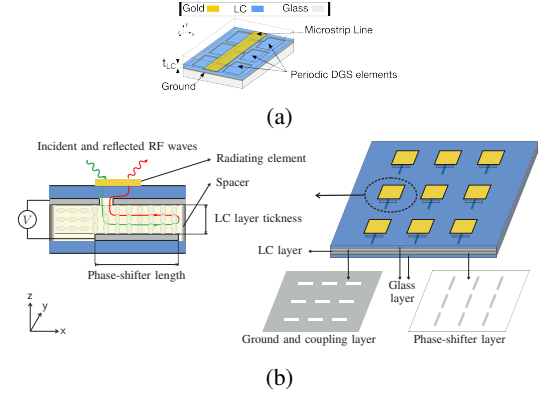 Gold LC Glass
Microstrip Line
y
z
x
tLC
Periodic DGS elements
Ground
(a)
Incident and reflected RF waves
Radiating element
Spacer
V
LC layer tickness
Phase-shifter length
LC layer
Glass
layer
z
y
x
Ground and coupling layer
Phase-shifter layer
(b)